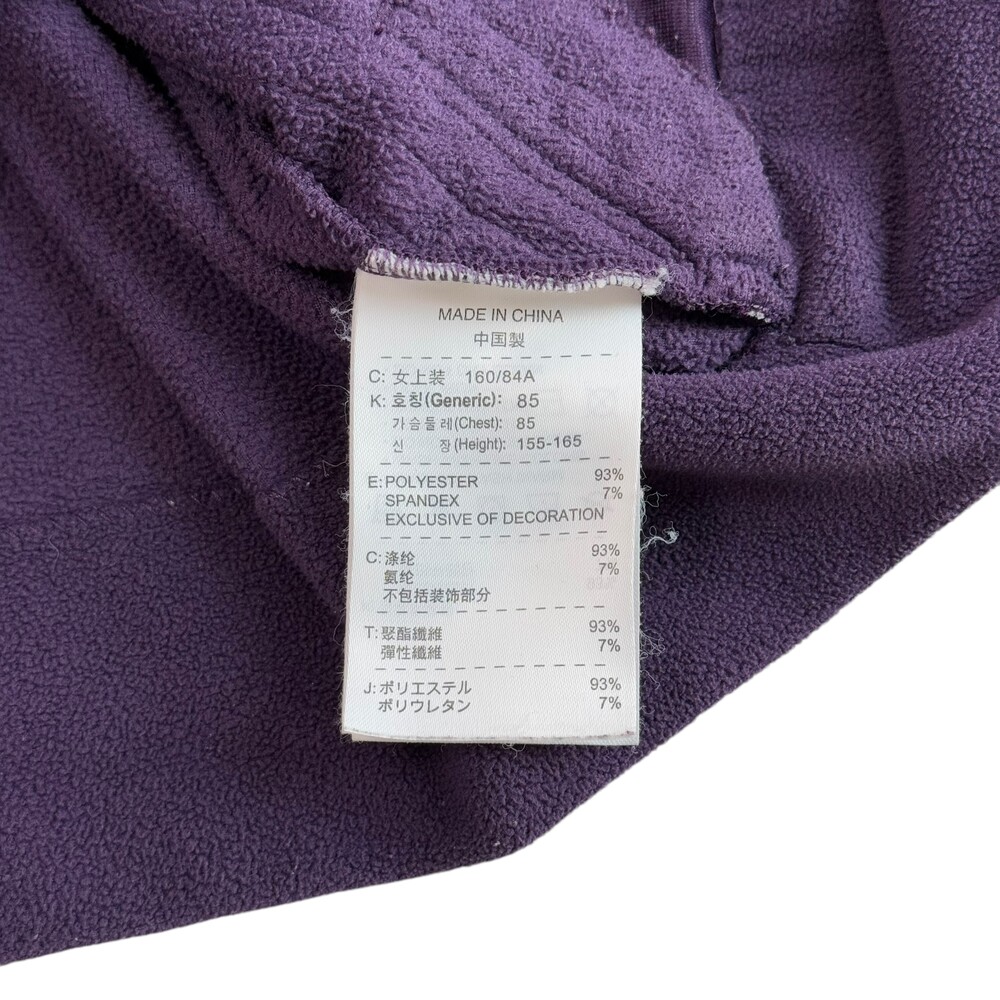 MADE IN CHINA
中国製
C: 女上装 160/84A
K: 호칭(Generic): 85
가슴둘레(Chest): 85
신 장(Height): 155-165
E: POLYESTER 93%
SPANDEX 7%
EXCLUSIVE OF DECORATION
C: 涤纶 93%
氨纶 7%
不包括装饰部分
T: 聚酯纖維 93%
彈性纖維 7%
J: ポリエステル 93%
ポリウレタン 7%